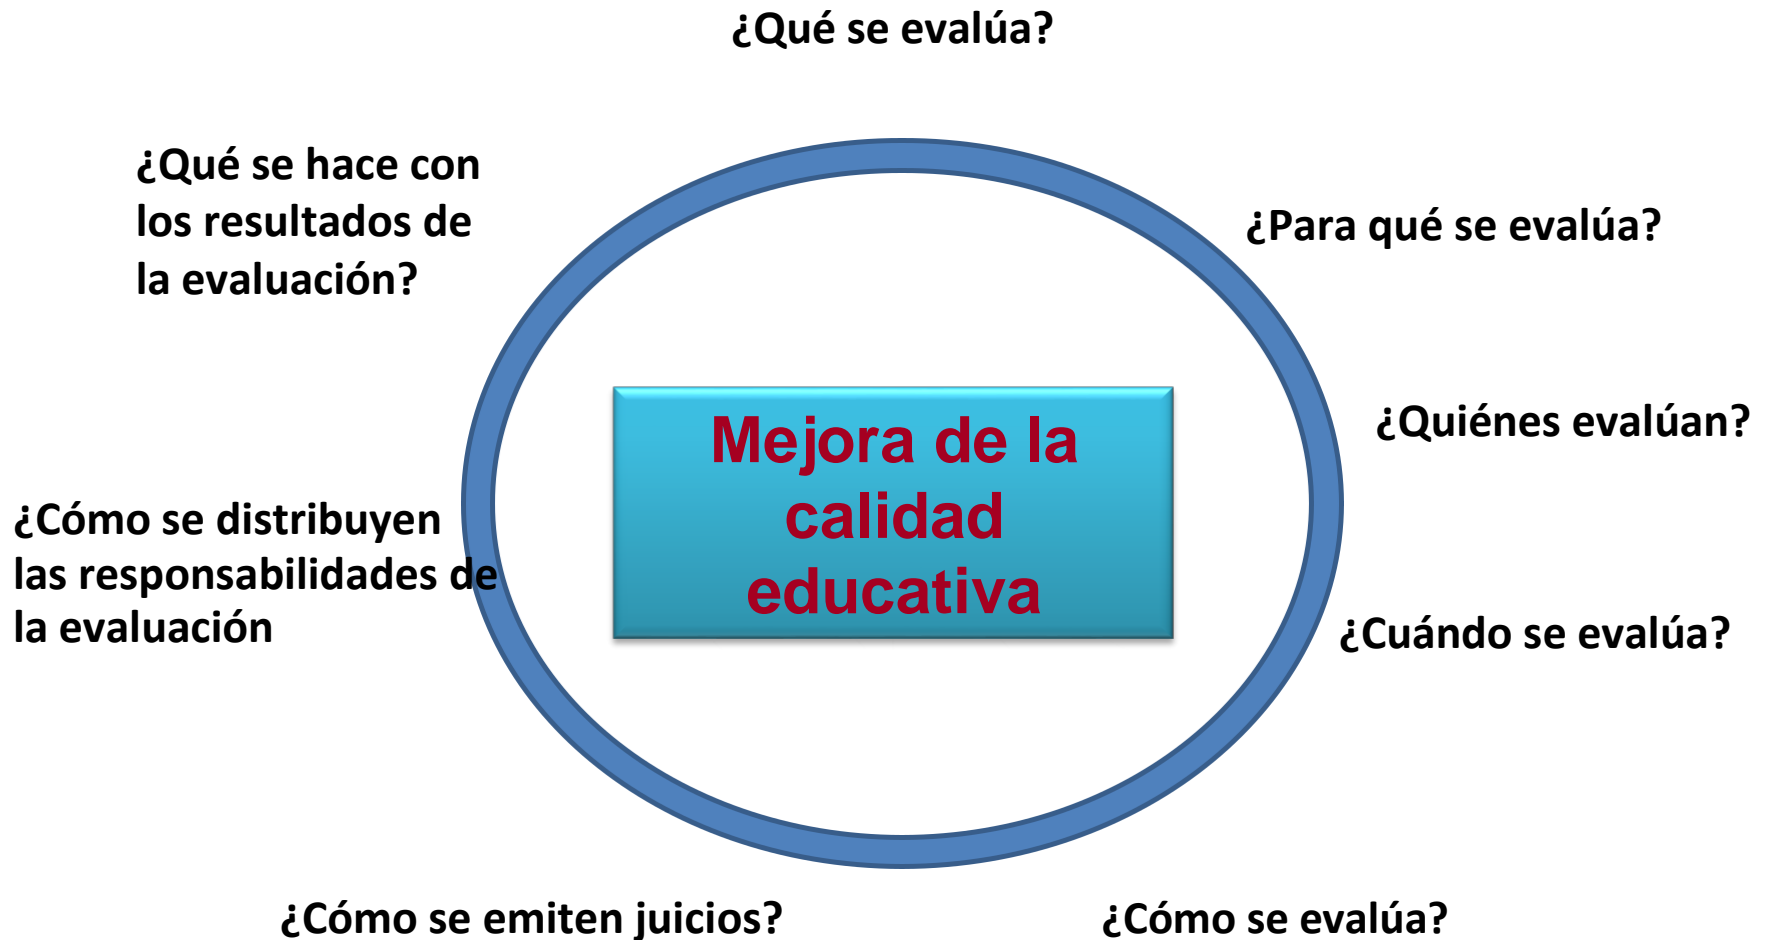 ¿Qué se evalúa?
¿Qué se hace con
los resultados de
la evaluación?
¿Para qué se evalúa?
¿Quiénes evalúan?
Mejora de la
calidad
educativa
¿Cómo se distribuyen
las responsabilidades de
la evaluación
¿Cuándo se evalúa?
¿Cómo se emiten juicios?
¿Cómo se evalúa?